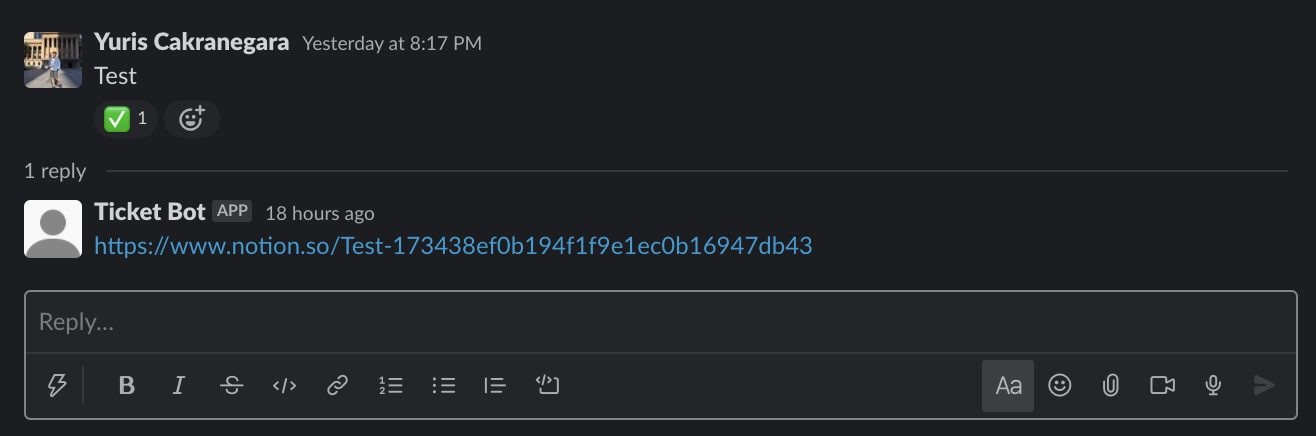 Yuris Cakranegara Yesterday at 8:17 PM
Test
1
1 reply
Ticket Bot APP 18 hours ago
https://www.notion.so/Test-173438ef0b194f1f9e1ec0b16947db43
Reply...
B I S </> Aa